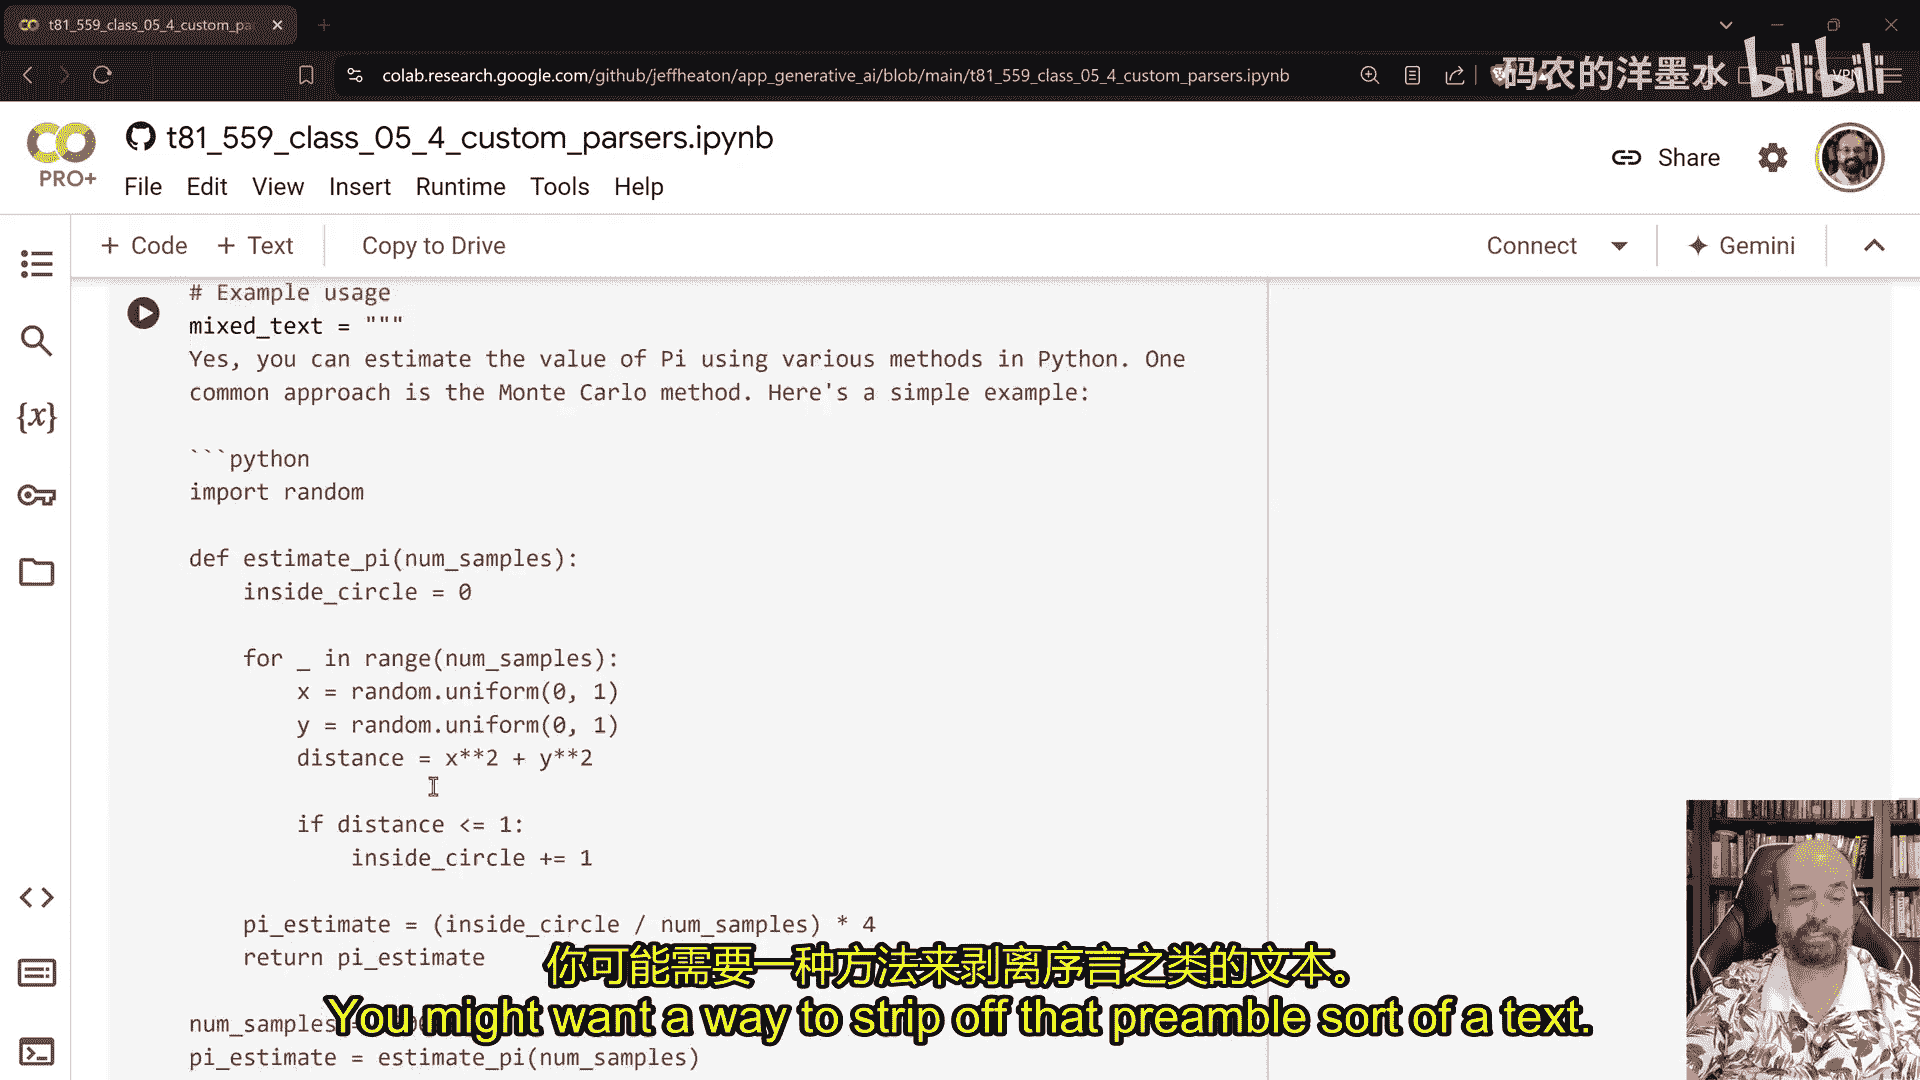 t81_559_class_05_4_custom_pa
colab.research.google.com/github/jeffheaton/app_generative_ai/blob/main/t81_559_class_05_4_custom_parsers.ipynb
码农的洋墨水 bilibili
VPN
t81_559_class_05_4_custom_parsers.ipynb
PRO+
File Edit View Insert Runtime Tools Help
Share
+ Code + Text Copy to Drive
Connect Gemini
# Example usage
mixed_text = """
Yes, you can estimate the value of Pi using various methods in Python. One
common approach is the Monte Carlo method. Here's a simple example:
```python
import random
def estimate_pi(num_samples):
    inside_circle = 0
    for _ in range(num_samples):
        x = random.uniform(0, 1)
        y = random.uniform(0, 1)
        distance = x**2 + y**2
        if distance <= 1:
            inside_circle += 1
    pi_estimate = (inside_circle / num_samples) * 4
    return pi_estimate
你可能需要一种方法来剥离序言之类的文本。
You might want a way to strip off that preamble sort of a text.
num_samples
pi_estimate = estimate_pi(num_samples)